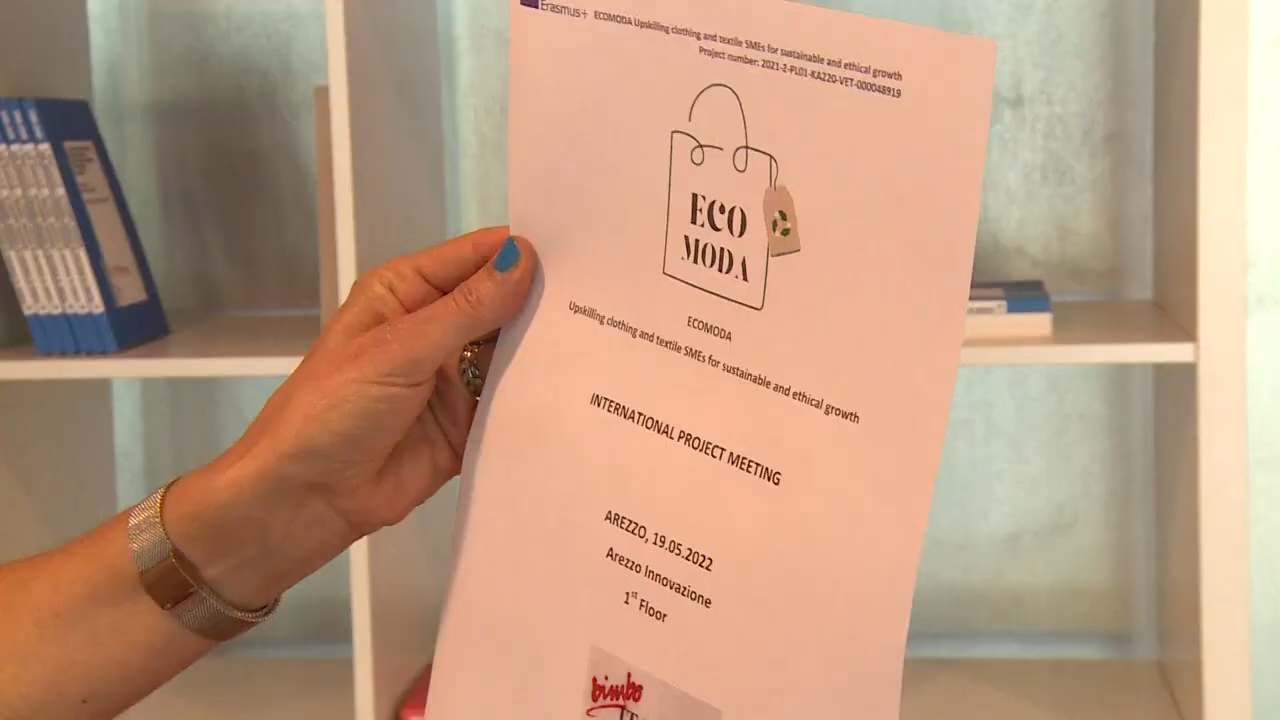 Erasmus+ ECOMODA Upskilling clothing and textile SMEs for sustainable and ethical growth
Project number: 2021-2-PL01-KA220-VET-000048919
ECO
MODA
ECOMODA
Upskilling clothing and textile SMEs for sustainable and ethical growth
INTERNATIONAL PROJECT MEETING
AREZZO, 19.05.2022
Arezzo Innovazione
1st Floor
bimbo